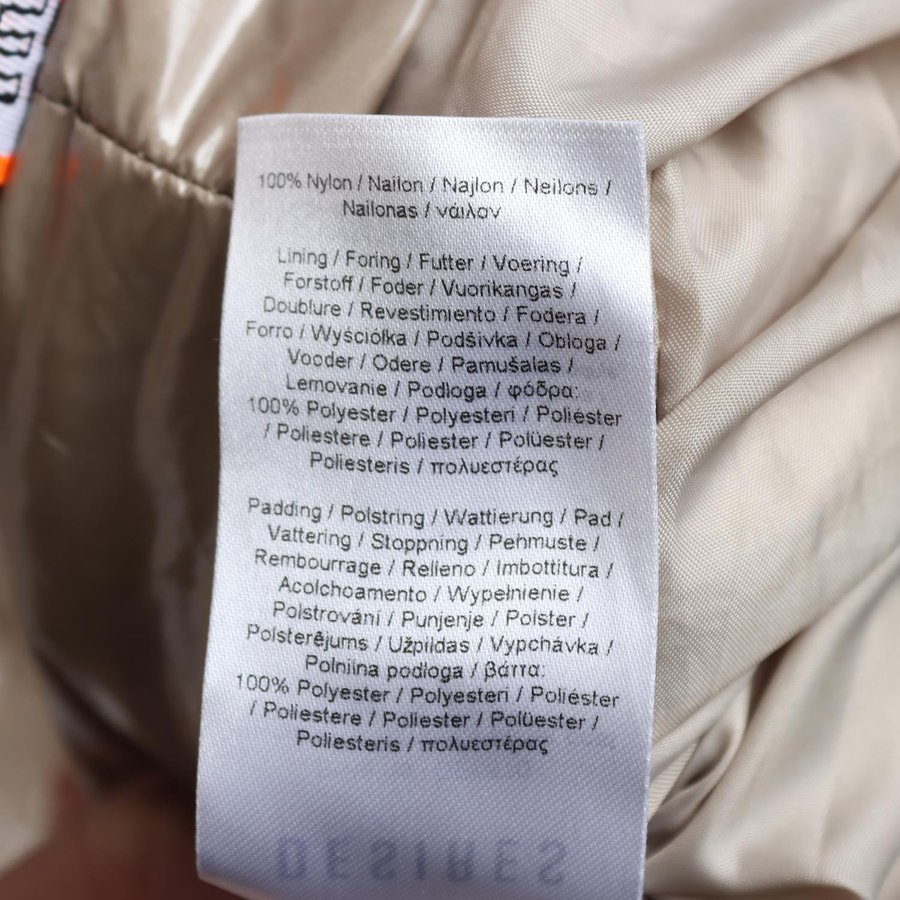 100% Nylon / Nailon / Najlon / Neilons /
Nailonas / νάιλον
Lining / Foring / Futter / Voering /
Forstoff / Foder / Vuorikangas /
Doublure / Revestimiento / Fodera /
Forro / Wyściółka / Podšívka / Obloga /
Vooder / Odere / Pamušalas /
Lemovanie / Podloga / φόδρα:
100% Polyester / Polyesteri / Poliéster
/ Poliestere / Poliester / Polüester /
Poliesteris / πολυεστέρας
Padding / Polstring / Wattierung / Pad /
Vattering / Stoppning / Pehmuste /
Rembourrage / Relleno / Imbottitura /
Acolchoamento / Wypełnienie /
Polstrování / Punjenje / Polster /
Polsterējums / Užpildas / Vypchávka /
Polniina podloga / βάττα:
100% Polyester / Polyesteri / Poliéster
/ Poliestere / Poliester / Polüester /
Poliesteris / πολυεστέρας
DESIRES